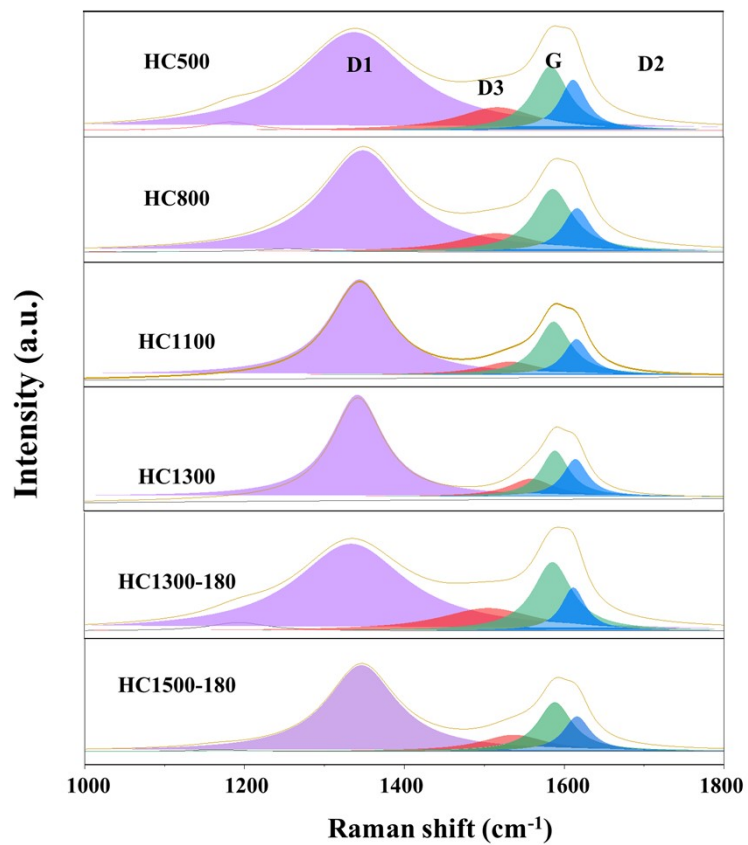 HC500
D1
D3
G
D2
HC800
HC1100
HC1300
HC1300-180
HC1500-180
Intensity (a.u.)
1000 1200 1400 1600 1800
Raman shift (cm⁻¹)